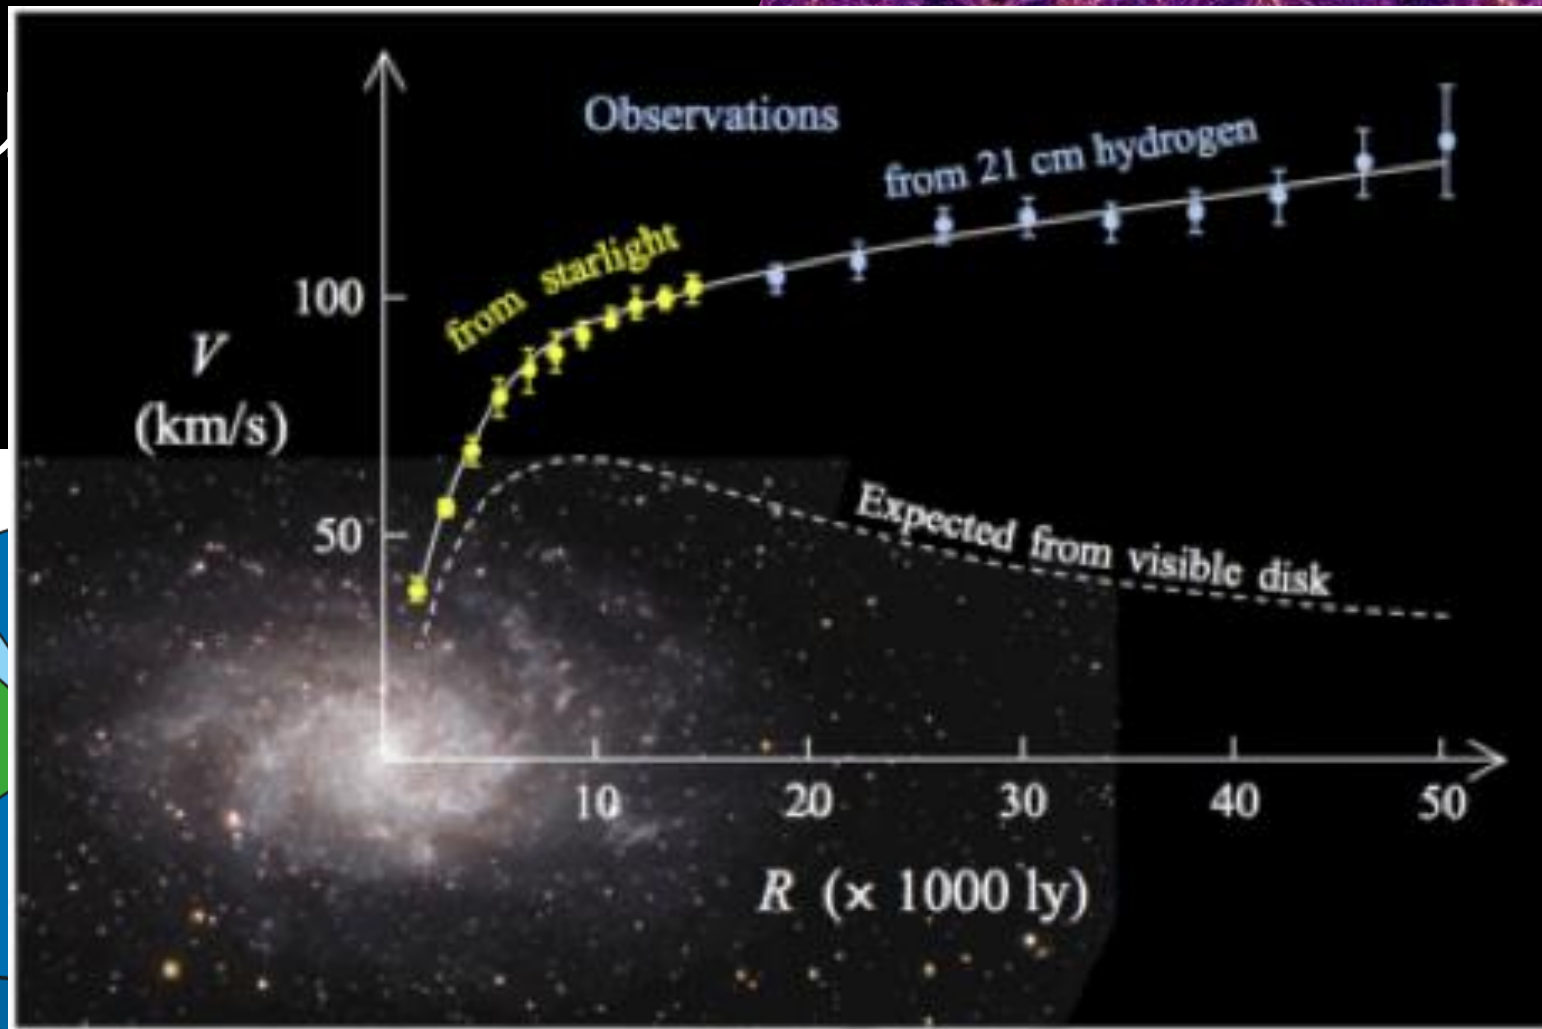 Observations
from 21 cm hydrogen
from starlight
100
V
(km/s)
50
Expected from visible disk
10
20
30
40
50
R (x 1000 ly)